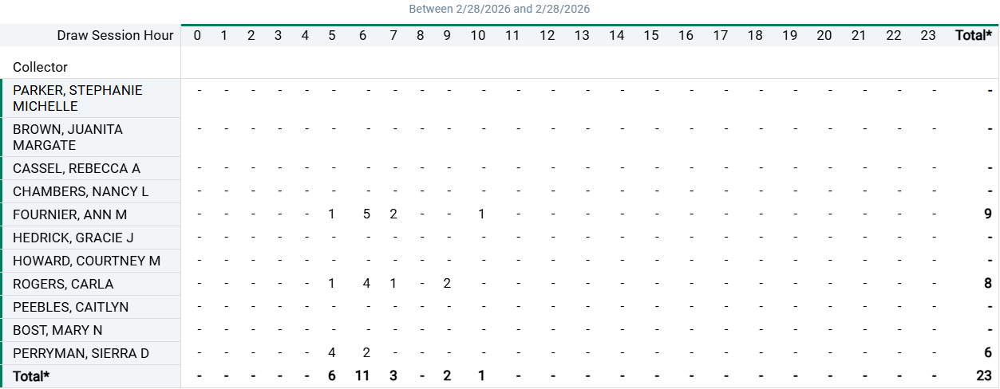 Between 2/28/2026 and 2/28/2026
Draw Session Hour 0 1 2 3 4 5 6 7 8 9 10 11 12 13 14 15 16 17 18 19 20 21 22 23 Total*
Collector
PARKER, STEPHANIE
MICHELLE - - - - - - - - - - - - - - - - - - - - - - - - -
BROWN, JUANITA
MARGATE - - - - - - - - - - - - - - - - - - - - - - - - -
CASSEL, REBECCA A - - - - - - - - - - - - - - - - - - - - - - - - -
CHAMBERS, NANCY L - - - - - - - - - - - - - - - - - - - - - - - - -
FOURNIER, ANN M - - - - - 1 5 2 - - 1 - - - - - - - - - - - - - 9
HEDRICK, GRACIE J - - - - - - - - - - - - - - - - - - - - - - - - -
HOWARD, COURTNEY M - - - - - - - - - - - - - - - - - - - - - - - - -
ROGERS, CARLA - - - - - 1 4 1 - 2 - - - - - - - - - - - - - - 8
PEEBLES, CAITLYN - - - - - - - - - - - - - - - - - - - - - - - - -
BOST, MARY N - - - - - - - - - - - - - - - - - - - - - - - - -
PERRYMAN, SIERRA D - - - - - 4 2 - - - - - - - - - - - - - - - - - 6
Total* - - - - - 6 11 3 - 2 1 - - - - - - - - - - - - - 23